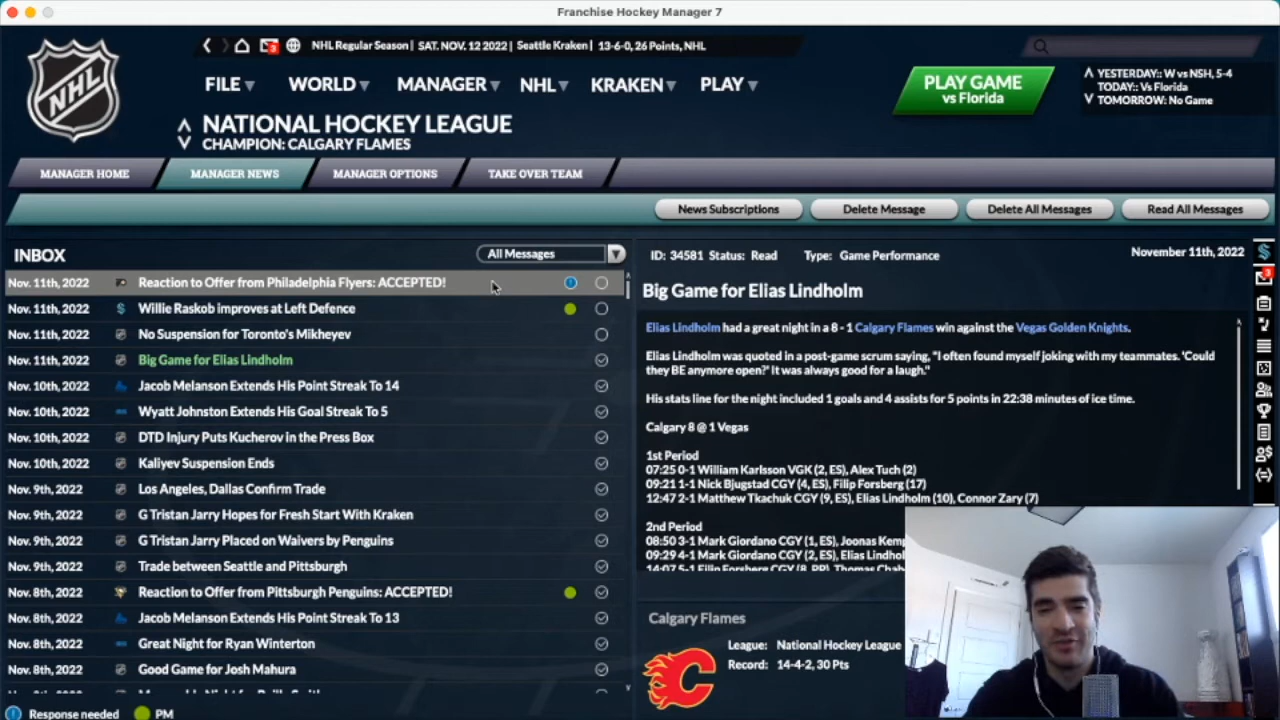 Franchise Hockey Manager 7
NHL Regular Season | SAT. NOV. 12 2022 | Seattle Kraken | 13-6-0, 26 Points, NHL
FILE WORLD MANAGER NHL KRAKEN PLAY
PLAY GAME
vs Florida
YESTERDAY:: W vs NSH, 5-4
TODAY:: Vs Florida
TOMORROW: No Game
NHL
NATIONAL HOCKEY LEAGUE
CHAMPION: CALGARY FLAMES
MANAGER HOME MANAGER NEWS MANAGER OPTIONS TAKE OVER TEAM
News Subscriptions Delete Message Delete All Messages Read All Messages
INBOX All Messages
Nov. 11th, 2022 Reaction to Offer from Philadelphia Flyers: ACCEPTED!
Nov. 11th, 2022 Willie Raskob improves at Left Defence
Nov. 11th, 2022 No Suspension for Toronto's Mikheyev
Nov. 11th, 2022 Big Game for Elias Lindholm
Nov. 10th, 2022 Jacob Melanson Extends His Point Streak To 14
Nov. 10th, 2022 Wyatt Johnston Extends His Goal Streak To 5
Nov. 10th, 2022 DTD Injury Puts Kucherov in the Press Box
Nov. 10th, 2022 Kaliyev Suspension Ends
Nov. 9th, 2022 Los Angeles, Dallas Confirm Trade
Nov. 9th, 2022 G Tristan Jarry Hopes for Fresh Start With Kraken
Nov. 9th, 2022 G Tristan Jarry Placed on Waivers by Penguins
Nov. 9th, 2022 Trade between Seattle and Pittsburgh
Nov. 8th, 2022 Reaction to Offer from Pittsburgh Penguins: ACCEPTED!
Nov. 8th, 2022 Jacob Melanson Extends His Point Streak To 13
Nov. 8th, 2022 Great Night for Ryan Winterton
Nov. 8th, 2022 Good Game for Josh Mahura
Response needed PM
ID: 34581 Status: Read Type: Game Performance November 11th, 2022
Big Game for Elias Lindholm
Elias Lindholm had a great night in a 8 - 1 Calgary Flames win against the Vegas Golden Knights.
Elias Lindholm was quoted in a post-game scrum saying, "I often found myself joking with my teammates. 'Could
they BE anymore open?' It was always good for a laugh."
His stats line for the night included 1 goals and 4 assists for 5 points in 22:38 minutes of ice time.
Calgary 8 @ 1 Vegas
1st Period
07:25 0-1 William Karlsson VGK (2, ES), Alex Tuch (2)
09:21 1-1 Nick Bjugstad CGY (4, ES), Filip Forsberg (17)
12:47 2-1 Matthew Tkachuk CGY (9, ES), Elias Lindholm (10), Connor Zary (7)
2nd Period
08:50 3-1 Mark Giordano CGY (1, ES), Joonas Kemp
09:29 4-1 Mark Giordano CGY (2, ES), Elias Lindhol
14:07 5-1 Filip Forsberg CGY (8, PP), Thomas Chab
Calgary Flames
League: National Hockey League
Record: 14-4-2, 30 Pts
3
3